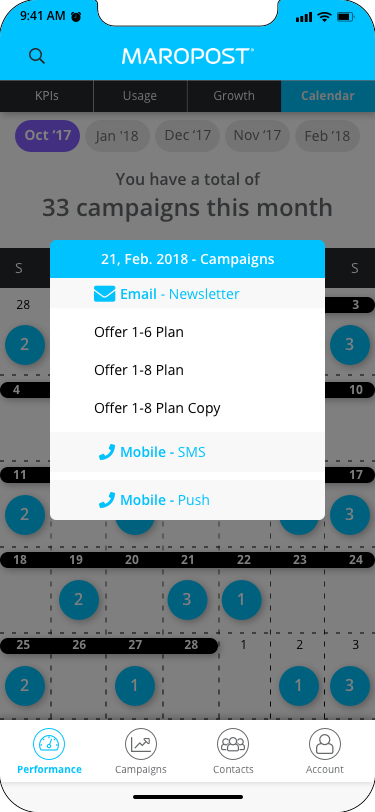 9:41 AM
MAROPOST
KPIs Usage Growth Calendar
Oct ‘17 Jan '18 Dec ‘17 Nov ‘17 Feb ‘18
You have a total of
33 campaigns this month
S S
21, Feb. 2018 - Campaigns
28 3
Email - Newsletter
2 3
Offer 1-6 Plan
Offer 1-8 Plan
4 10
Offer 1-8 Plan Copy
Mobile - SMS
11 17
Mobile - Push
2 3
18 19 20 21 22 23 24
2 3 1
25 26 27 28 1 2 3
2 1 1 3
Performance Campaigns Contacts Account